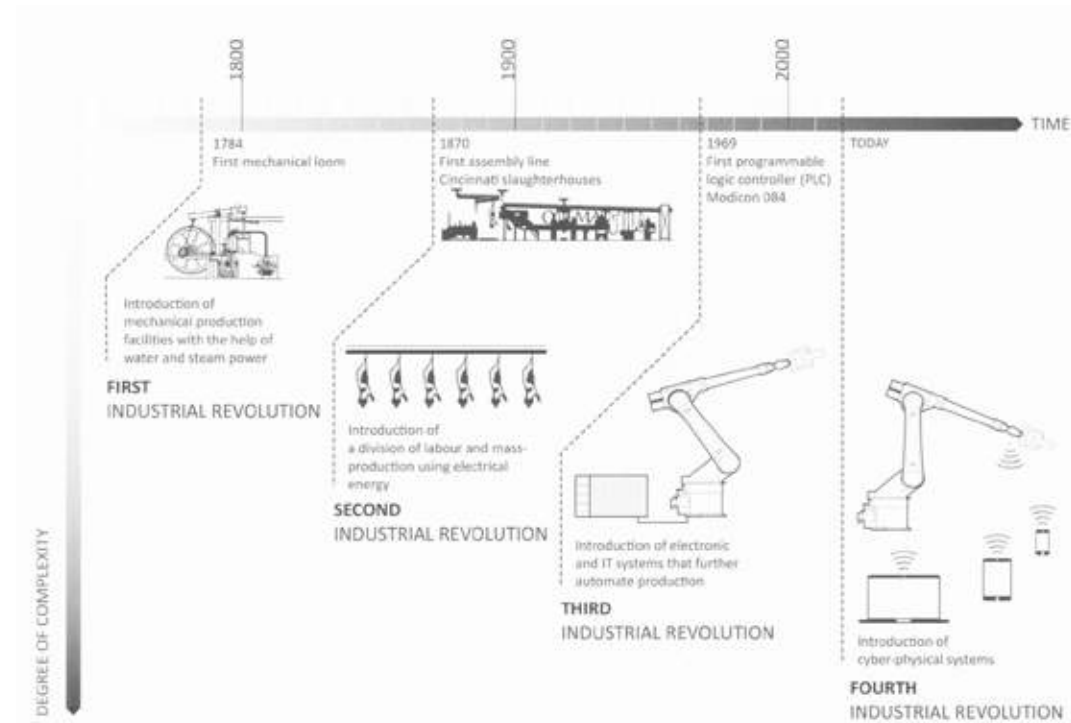 1800
1900
2000
TIME
1784
First mechanical loom
1870
First assembly line
Cincinnati slaughterhouses
1969
First programmable
logic controller (PLC)
Modicon 084
TODAY
Introduction of
mechanical production
facilities with the help of
water and steam power
FIRST
INDUSTRIAL REVOLUTION
Introduction of
a division of labour and mass-
production using electrical
energy
SECOND
INDUSTRIAL REVOLUTION
Introduction of electronic
and IT systems that further
automate production
THIRD
INDUSTRIAL REVOLUTION
Introduction of
cyber-physical systems
FOURTH
INDUSTRIAL REVOLUTION
DEGREE OF COMPLEXITY